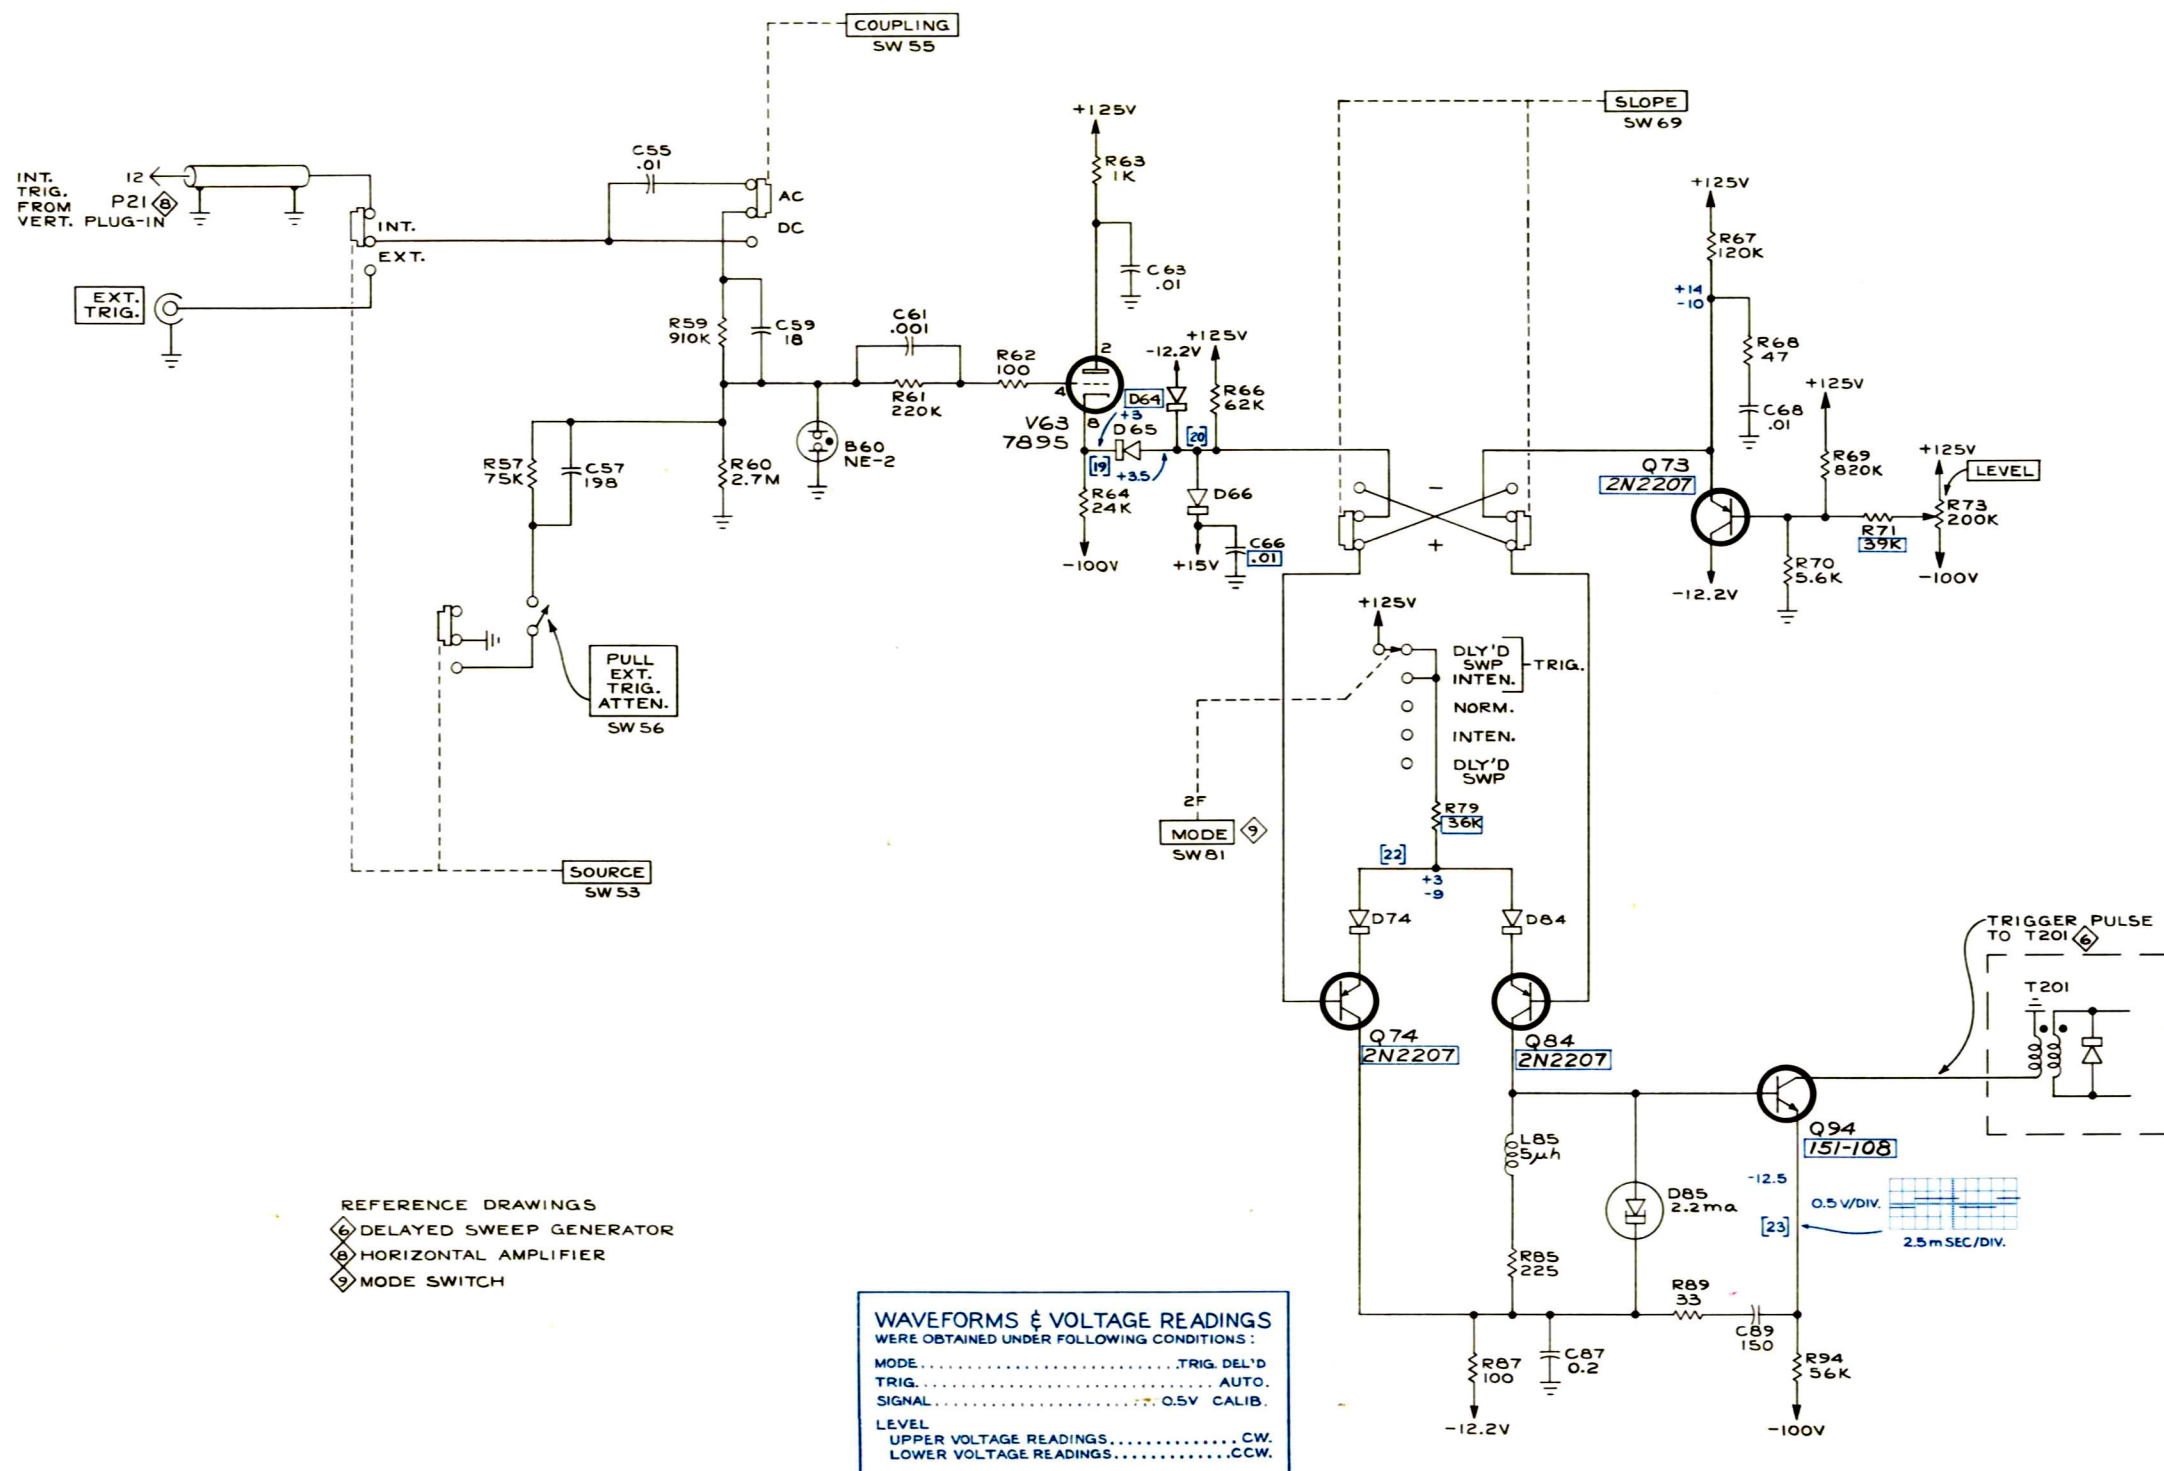 COUPLING
SW 55
SLOPE
SW 69
INT.
TRIG.
FROM
VERT. PLUG-IN
12
P21 8
INT.
EXT.
EXT.
TRIG.
C55
.01
AC
DC
R59
910K
C59
18
C61
.001
R61
220K
R62
100
+125V
R63
1K
C63
.01
2
4
8
V63
7895
-12.2V
+125V
D64
R66
62K
+3
D65
[19]
+3.5
[20]
R64
24K
-100V
D66
C66
.01
+15V
R57
75K
C57
198
R60
2.7M
B60
NE-2
PULL
EXT.
TRIG.
ATTEN.
SW 56
SOURCE
SW 53
-
+
+125V
R67
120K
+14
-10
R68
47
C68
.01
Q73
2N2207
-12.2V
+125V
R69
820K
R70
5.6K
R71
39K
+125V
LEVEL
R73
200K
-100V
+125V
DLY'D
SWP
INTEN.
TRIG.
NORM.
INTEN.
DLY'D
SWP
2F
MODE 9
SW81
R79
36K
[22]
+3
-9
D74
D84
Q74
2N2207
Q84
2N2207
TRIGGER PULSE
TO T201 6
T201
Q94
151-108
L85
5µh
D85
2.2ma
-12.5
[23]
0.5 V/DIV.
2.5m SEC/DIV.
R85
225
R89
33
C89
150
R87
100
C87
0.2
R94
56K
-12.2V
-100V
REFERENCE DRAWINGS
6 DELAYED SWEEP GENERATOR
8 HORIZONTAL AMPLIFIER
9 MODE SWITCH
WAVEFORMS & VOLTAGE READINGS
WERE OBTAINED UNDER FOLLOWING CONDITIONS:
MODE..........................TRIG. DEL'D
TRIG..............................AUTO.
SIGNAL.......................0.5V CALIB.
LEVEL
UPPER VOLTAGE READINGS.............CW.
LOWER VOLTAGE READINGS............CCW.